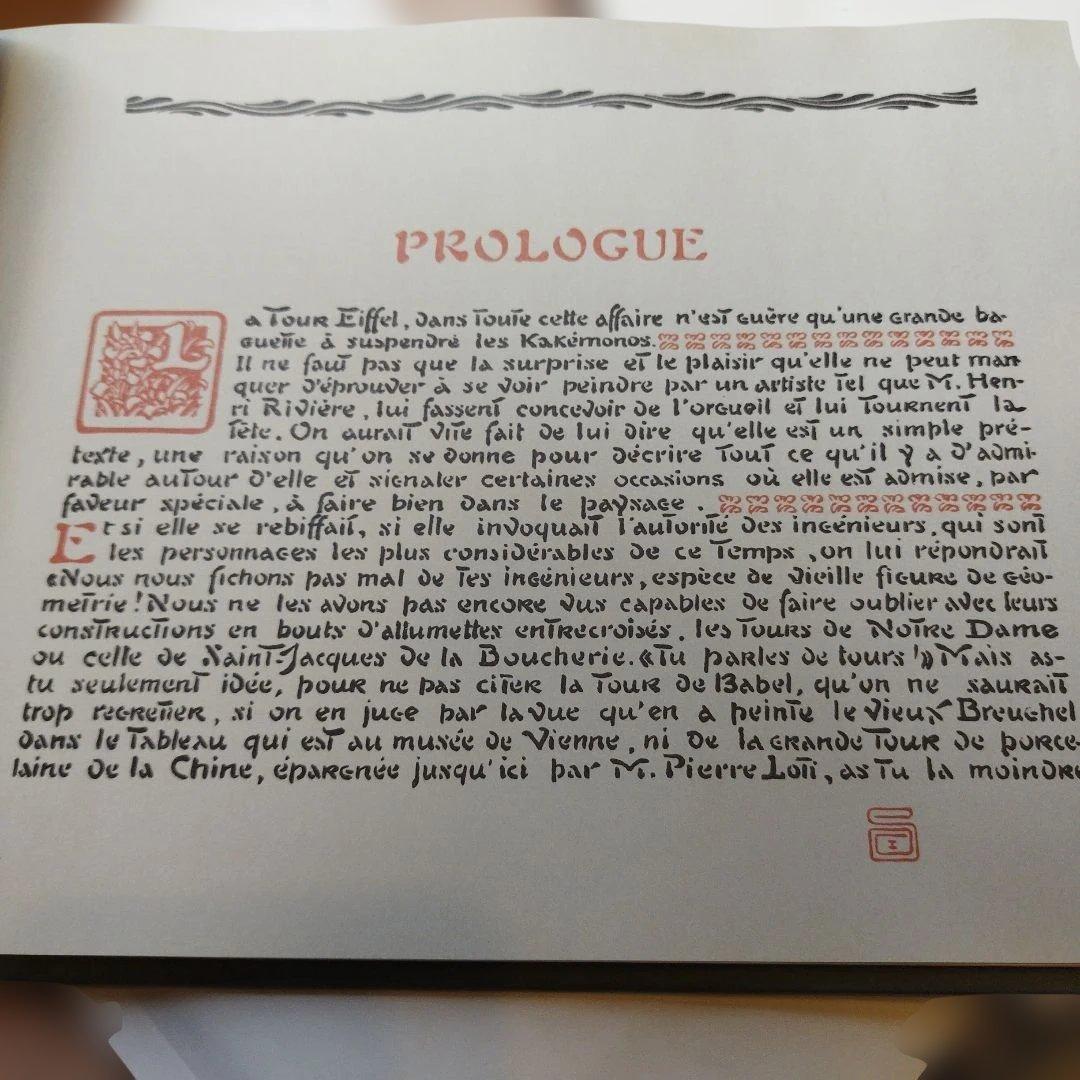 PROLOGUE
La Tour Eiffel, dans toute cette affaire n'est guère qu'une grande ba-
guette à suspendre les Kakémonos.
Il ne faut pas que la surprise et le plaisir qu'elle ne peut man-
quer d'éprouver à se voir peindre par un artiste tel que M. Hen-
ri Rivière, lui fassent concevoir de l'orgueil et lui tournent la
tête. On aurait vite fait de lui dire qu'elle est un simple pré-
texte, une raison qu'on se donne pour décrire tout ce qu'il y a d'admi-
rable autour d'elle et signaler certaines occasions où elle est admise, par
faveur spéciale, à faire bien dans le paysage.
Et si elle se rebiffait, si elle invoquait l'autorité des ingénieurs, qui sont
les personnages les plus considérables de ce temps, on lui répondrait
«Nous nous fichons pas mal de tes ingénieurs, espèce de vieille figure de géo-
metrie! Nous ne les avons pas encore vus capables de faire oublier avec leurs
constructions en bouts d'allumettes entrecroisés, les tours de Notre Dame
ou celle de Saint-Jacques de la Boucherie. «Tu parles de tours!» Mais as-
tu seulement idée, pour ne pas citer la tour de Babel, qu'on ne saurait
trop regretter, si on en juge par la vue qu'en a peinte le vieux Breughel
dans le tableau qui est au musée de Vienne, ni de la grande tour de porce-
laine de la Chine, épargnée jusqu'ici par M. Pierre Loti, as tu la moindre
I